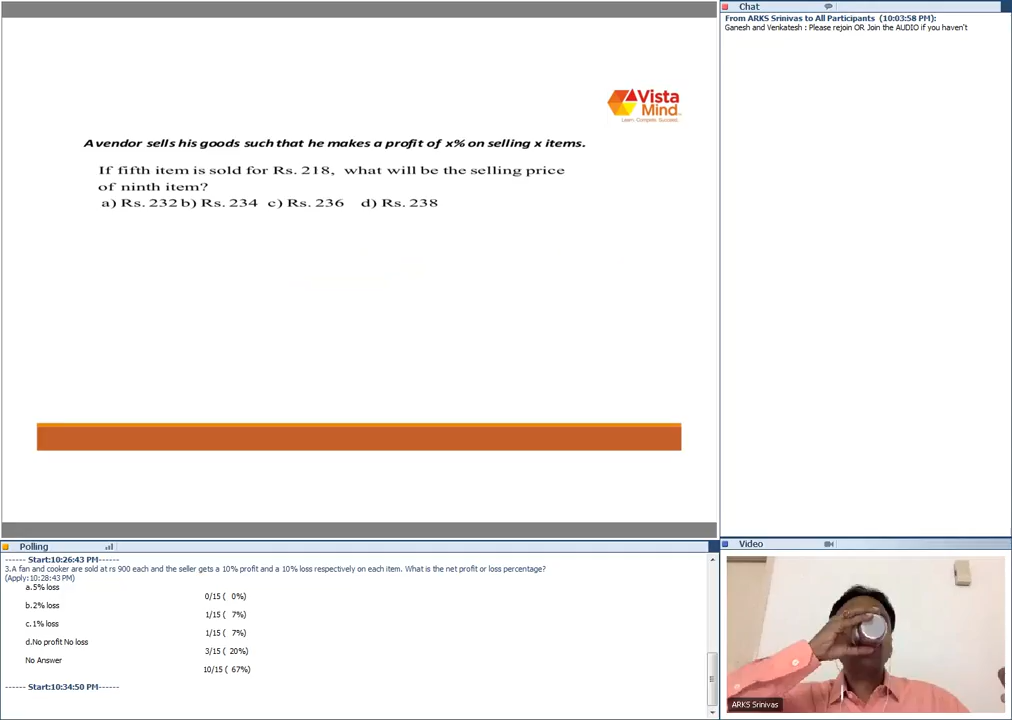 Vista
Mind
Learn. Compete. Succeed.
A vendor sells his goods such that he makes a profit of x% on selling x items.
If fifth item is sold for Rs. 218, what will be the selling price
of ninth item?
a) Rs. 232 b) Rs. 234 c) Rs. 236 d) Rs. 238
Chat
From ARKS Srinivas to All Participants (10:03:58 PM):
Ganesh and Venkatesh : Please rejoin OR Join the AUDIO if you haven't
Polling
------ Start:10:26:43 PM------
3.A fan and cooker are sold at rs 900 each and the seller gets a 10% profit and a 10% loss respectively on each item. What is the net profit or loss percentage?
(Apply:10:28:43 PM)
a.5% loss
0/15 ( 0%)
b.2% loss
1/15 ( 7%)
c.1% loss
1/15 ( 7%)
d.No profit No loss
3/15 ( 20%)
No Answer
10/15 ( 67%)
------ Start:10:34:50 PM------
Video
ARKS Srinivas